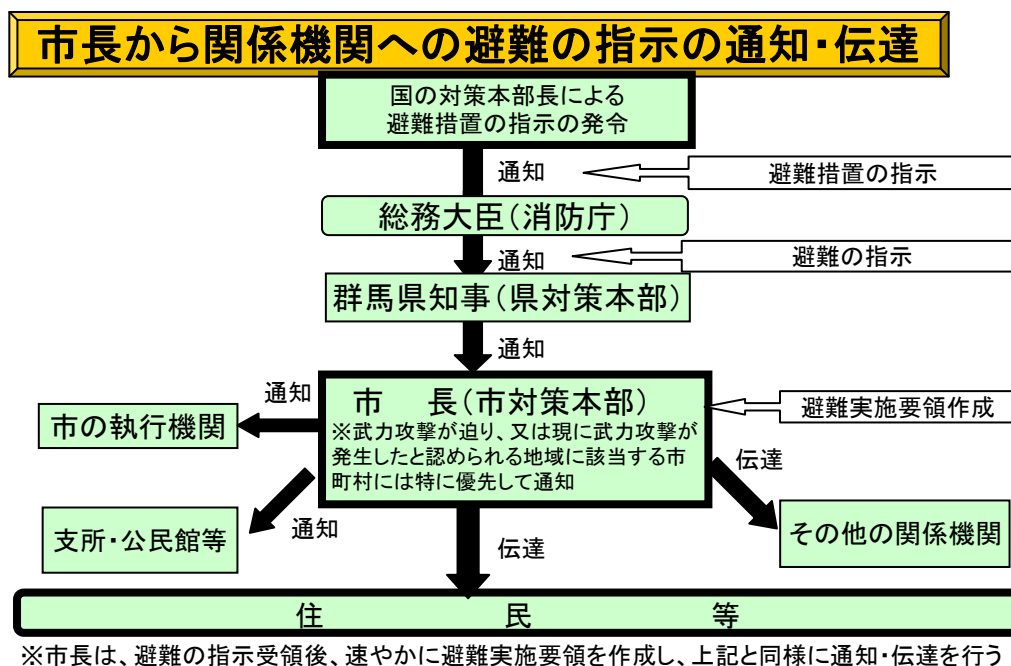 市長から関係機関への避難の指示の通知・伝達
国の対策本部長による
避難措置の指示の発令
通知
避難措置の指示
総務大臣(消防庁)
通知
避難の指示
群馬県知事(県対策本部)
通知
通知
市　長(市対策本部)
※武力攻撃が迫り、又は現に武力攻撃が
発生したと認められる地域に該当する市
町村には特に優先して通知
避難実施要領作成
市の執行機関
伝達
通知
支所・公民館等
伝達
その他の関係機関
住　民　等
※市長は、避難の指示受領後、速やかに避難実施要領を作成し、上記と同様に通知・伝達を行う